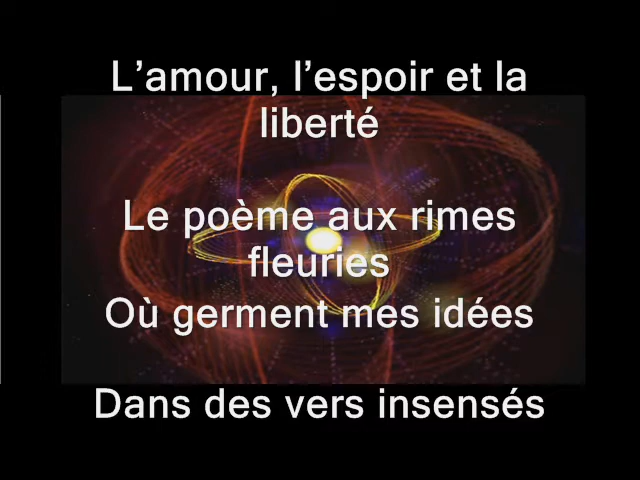 L’amour, l’espoir et la
liberté
Le poème aux rimes
fleuries
Où germent mes idées
Dans des vers insensés